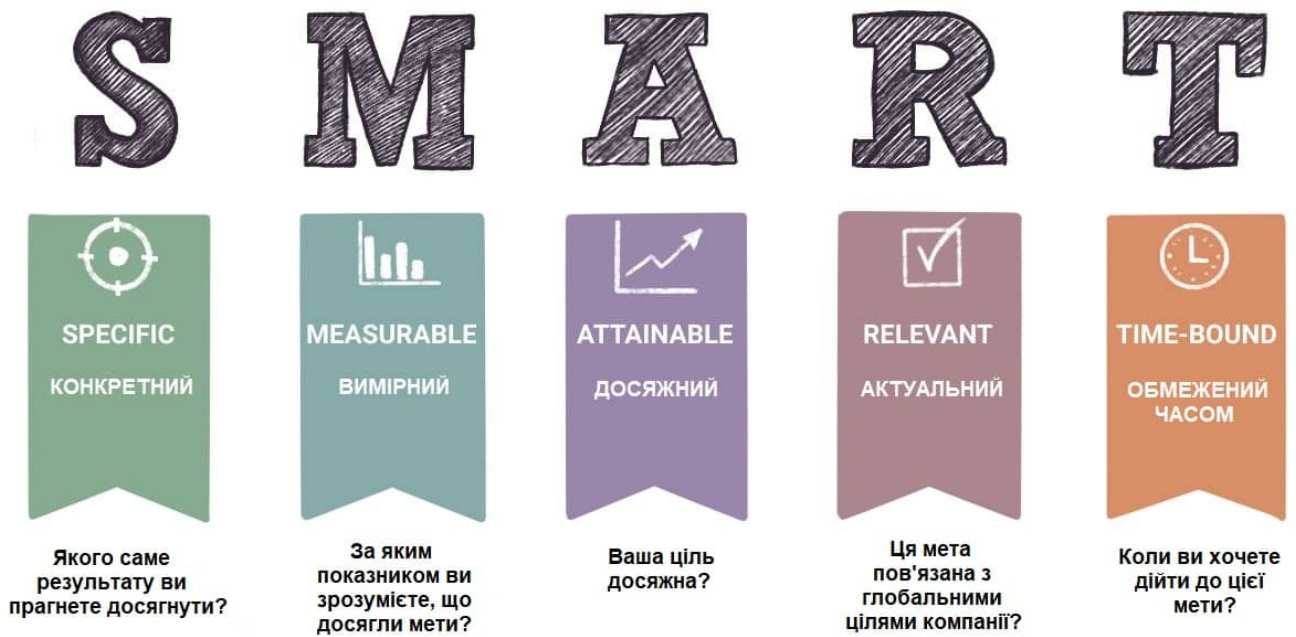 SMART
SPECIFIC
КОНКРЕТНИЙ
Якого саме
результату ви
прагнете досягнути?
MEASURABLE
ВИМІРНИЙ
За яким
показником ви
зрозумієте, що
досягли мети?
ATTAINABLE
ДОСЯЖНИЙ
Ваша ціль
досяжна?
RELEVANT
АКТУАЛЬНИЙ
Ця мета
пов'язана з
глобальними
цілями компанії?
TIME-BOUND
ОБМЕЖЕНИЙ
ЧАСОМ
Коли ви хочете
дійти до цієї
мети?